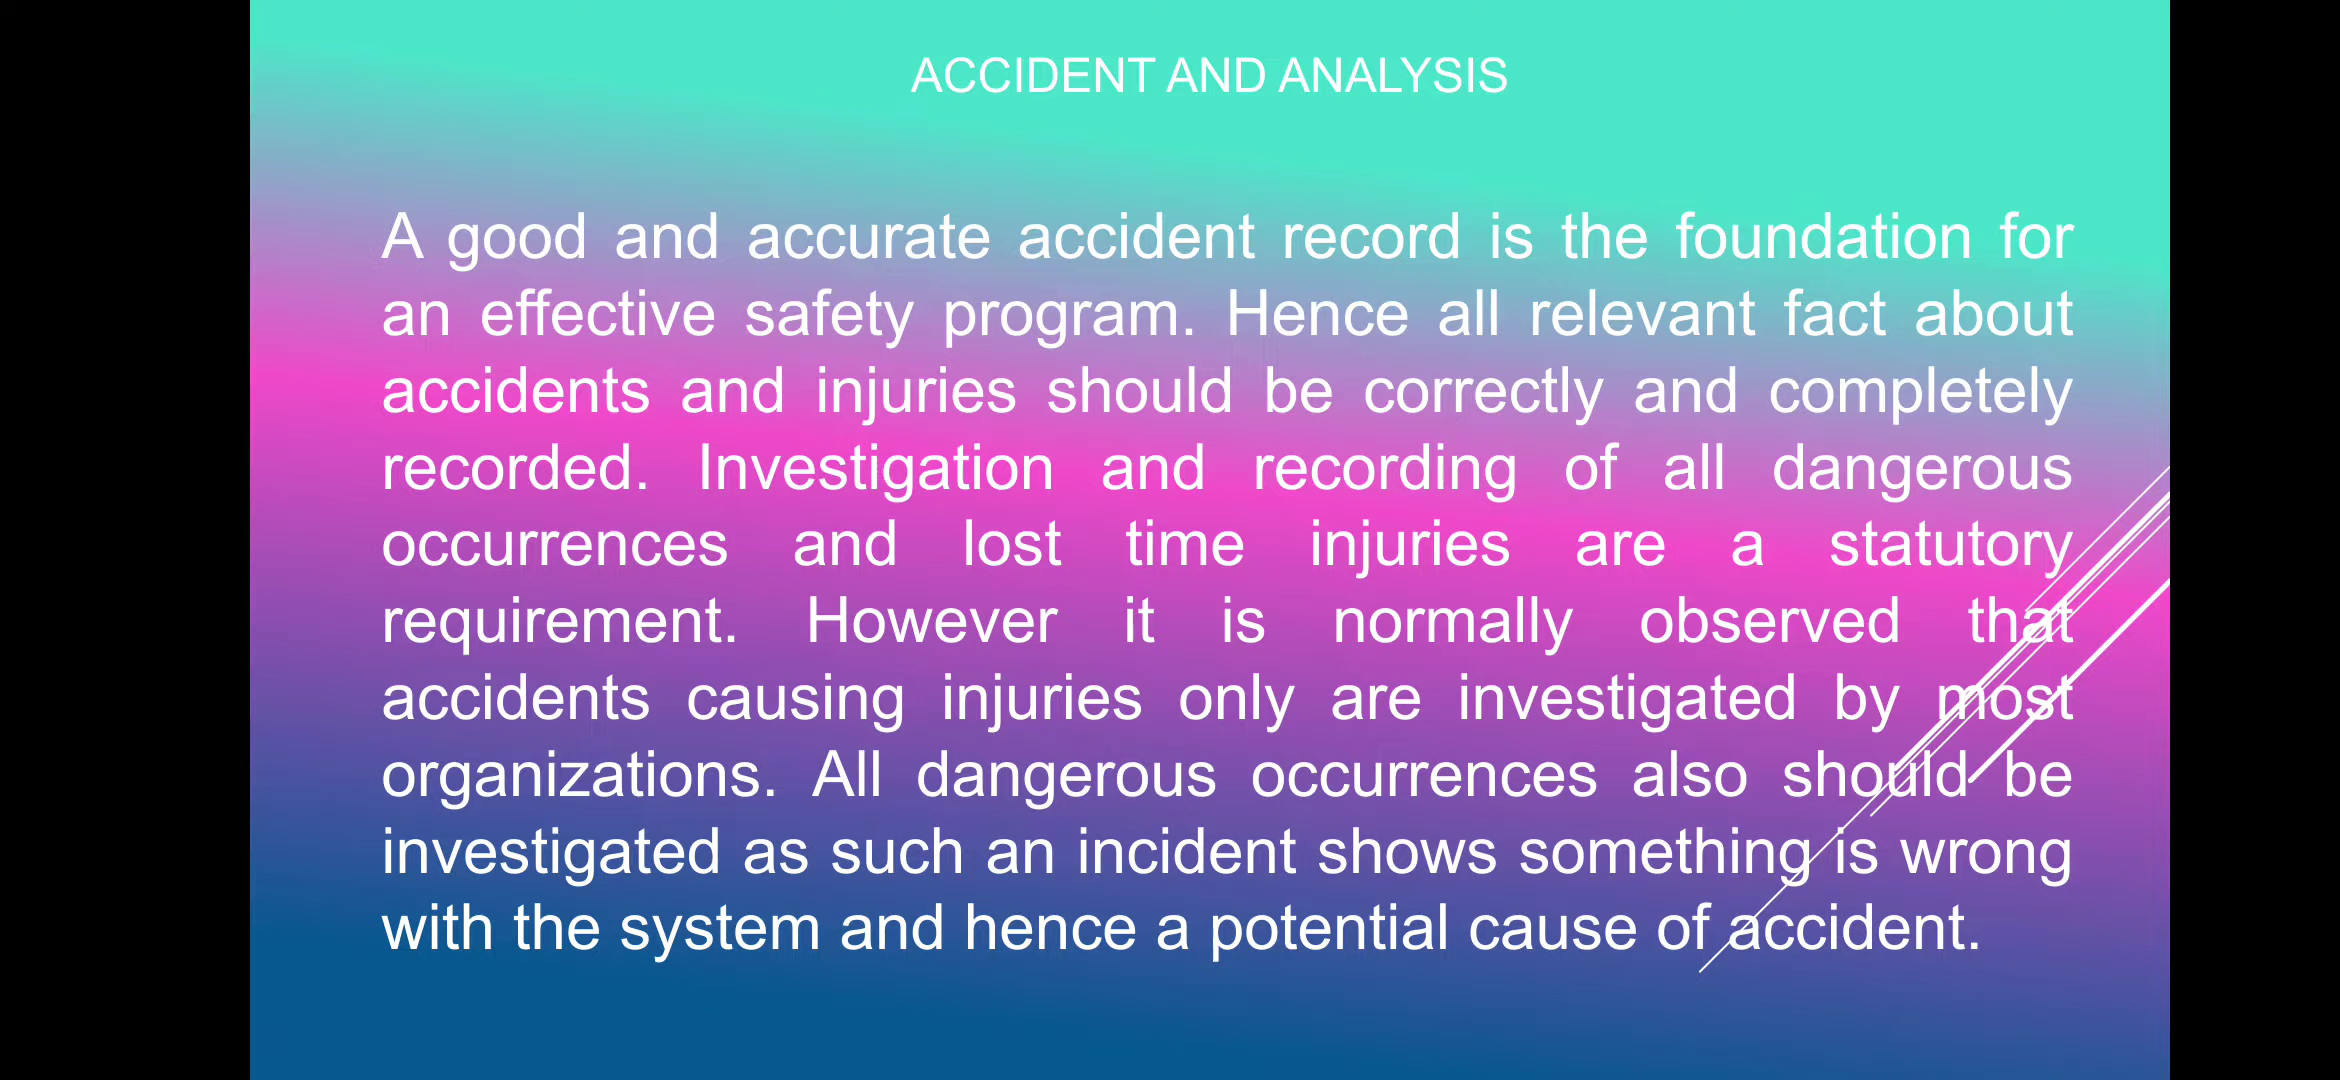 ACCIDENT AND ANALYSIS
A good and accurate accident record is the foundation for
an effective safety program. Hence all relevant fact about
accidents and injuries should be correctly and completely
recorded. Investigation and recording of all dangerous
occurrences and lost time injuries are a statutory
requirement. However it is normally observed that
accidents causing injuries only are investigated by most
organizations. All dangerous occurrences also should be
investigated as such an incident shows something is wrong
with the system and hence a potential cause of accident.